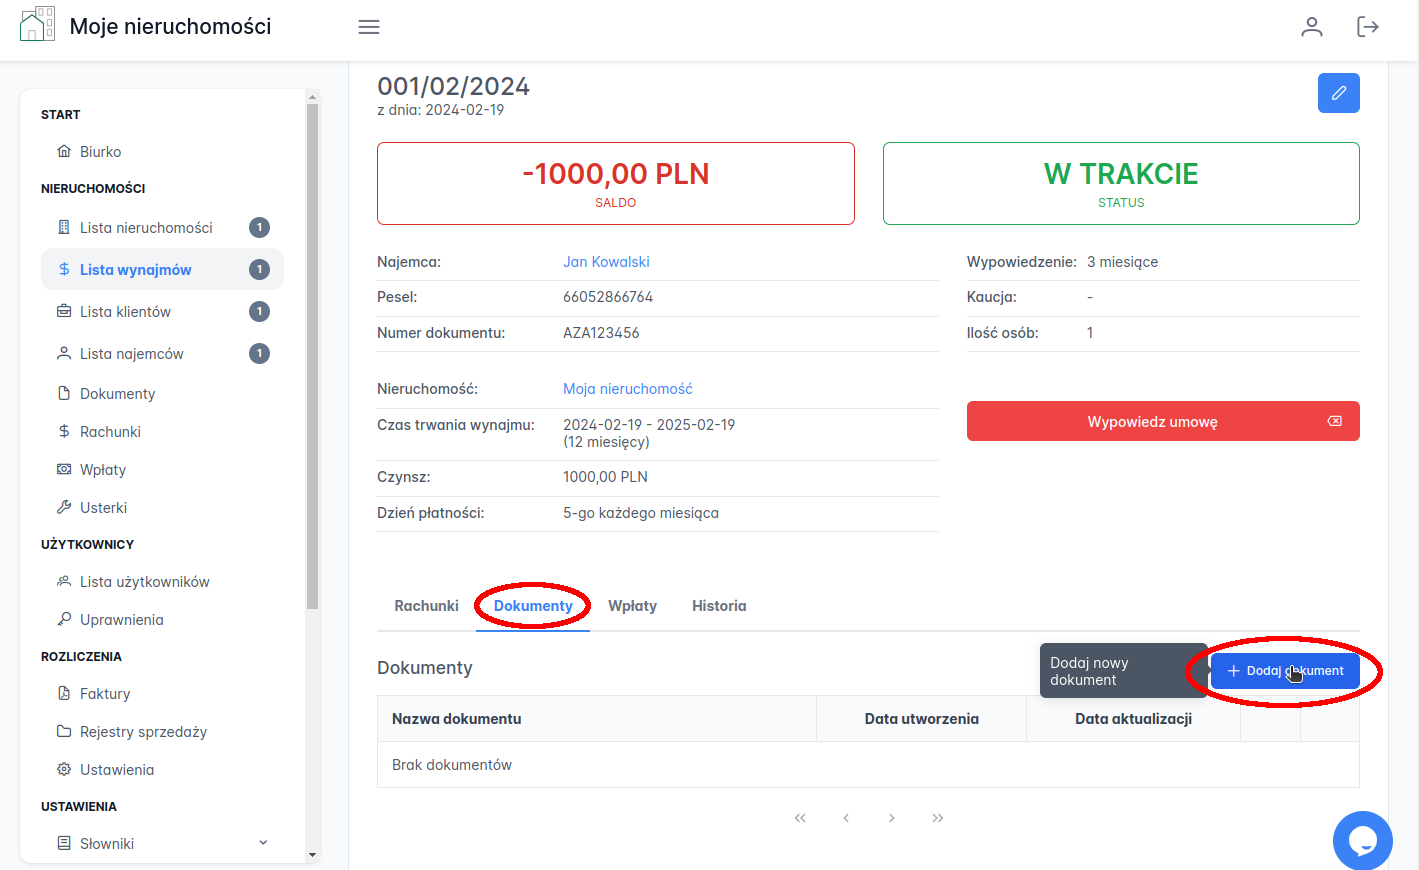 Moje nieruchomości
START
Biurko
NIERUCHOMOŚCI
Lista nieruchomości 1
Lista wynajmów 1
Lista klientów 1
Lista najemców 1
Dokumenty
Rachunki
Wpłaty
Usterki
UŻYTKOWNICY
Lista użytkowników
Uprawnienia
ROZLICZENIA
Faktury
Rejestry sprzedaży
Ustawienia
USTAWIENIA
Słowniki
001/02/2024
z dnia: 2024-02-19
-1000,00 PLN
SALDO
W TRAKCIE
STATUS
Najemca: Jan Kowalski
Pesel: 66052866764
Numer dokumentu: AZA123456
Wypowiedzenie: 3 miesiące
Kaucja: -
Ilość osób: 1
Nieruchomość: Moja nieruchomość
Czas trwania wynajmu: 2024-02-19 - 2025-02-19
(12 miesięcy)
Czynsz: 1000,00 PLN
Dzień płatności: 5-go każdego miesiąca
Wypowiedz umowę
Rachunki Dokumenty Wpłaty Historia
Dokumenty
Dodaj nowy
dokument
+ Dodaj dokument
Nazwa dokumentu Data utworzenia Data aktualizacji
Brak dokumentów